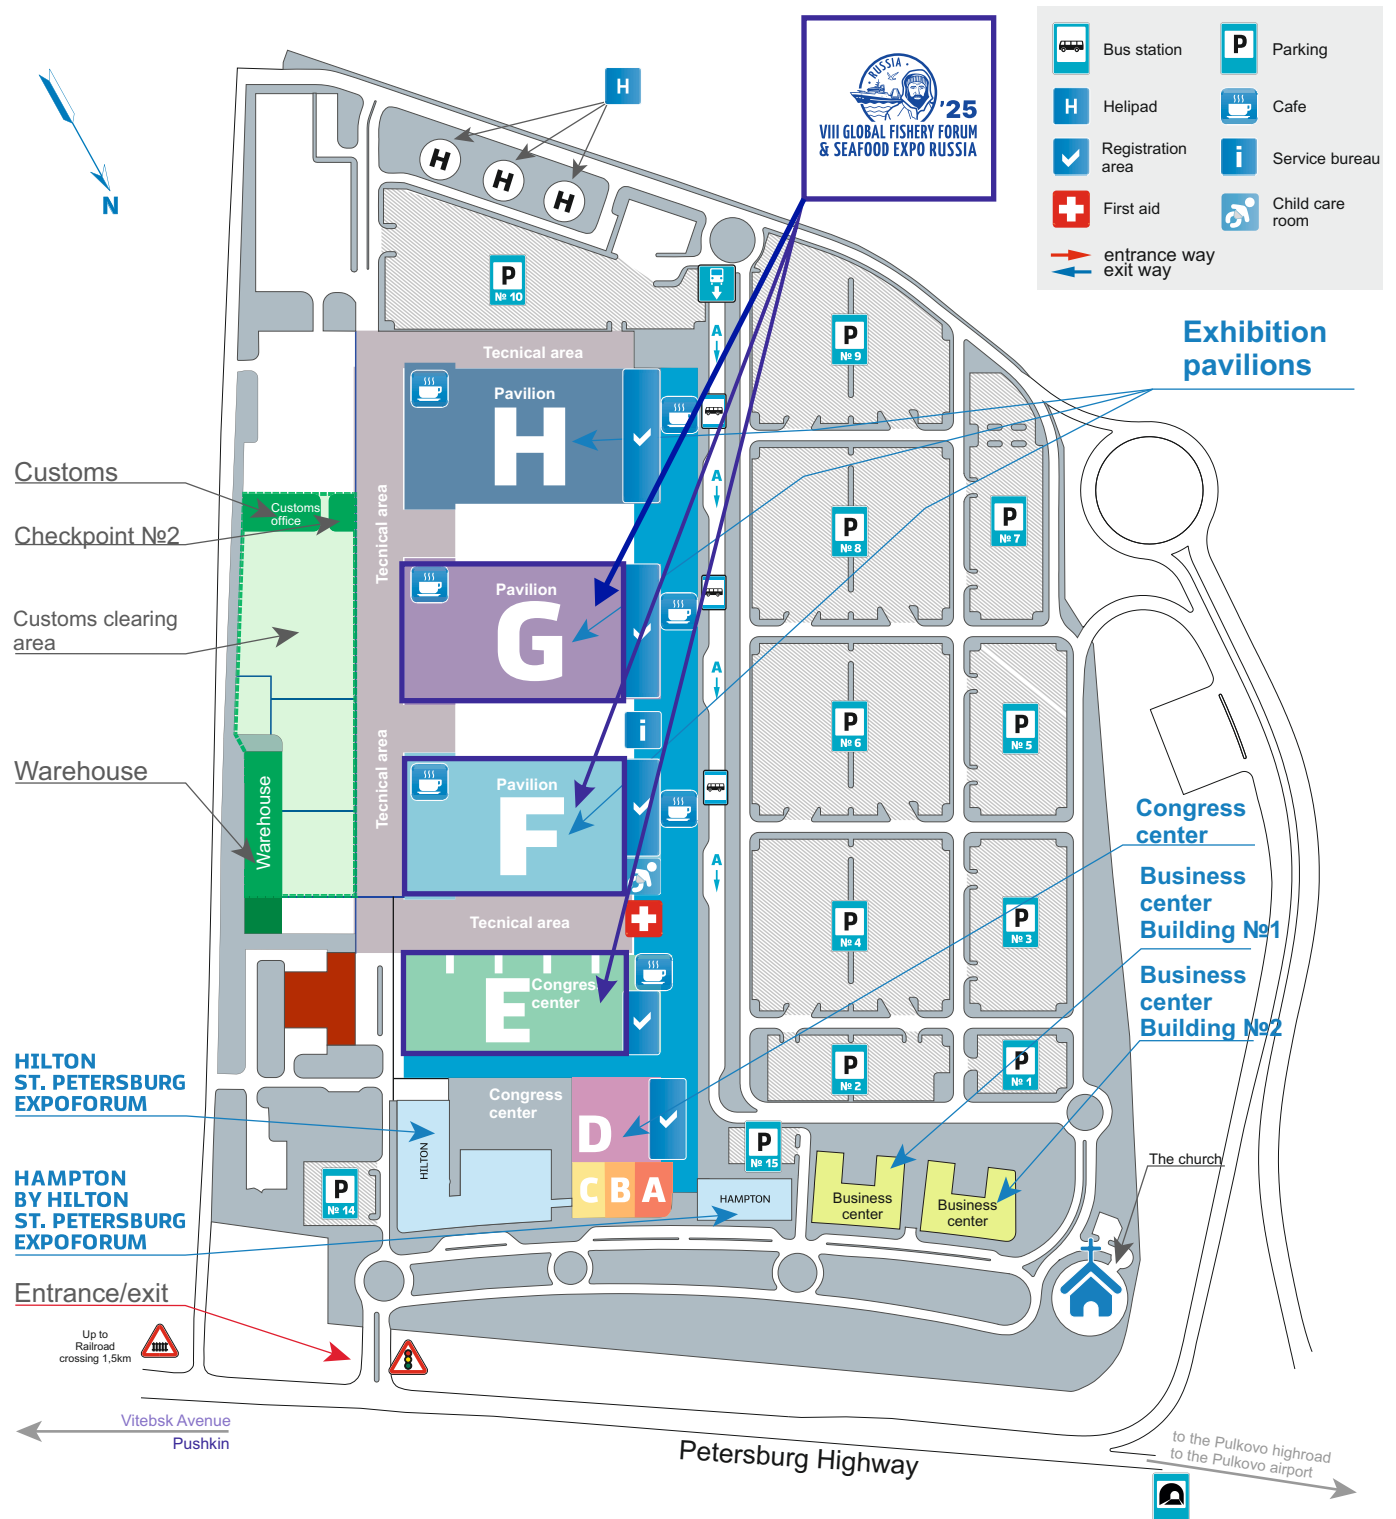 RUSSIA
'25
VIII GLOBAL FISHERY FORUM
& SEAFOOD EXPO RUSSIA
Bus station
P
Parking
H
Helipad
Cafe
Registration
area
i
Service bureau
First aid
Child care
room
entrance way
exit way
N
H
H
H
H
P
№ 10
A
P
№ 9
Exhibition
pavilions
Tecnical area
Pavilion
H
Tecnical area
A
P
№ 8
P
№ 7
Customs
Customs
office
Checkpoint №2
Customs clearing
area
Pavilion
G
A
P
№ 6
P
№ 5
i
Tecnical area
Warehouse
Warehouse
Pavilion
F
A
P
№ 4
P
№ 3
Congress
center
Business
center
Building №1
Business
center
Building №2
Tecnical area
E
Congress
center
P
№ 2
P
№ 1
HILTON
ST. PETERSBURG
EXPOFORUM
Congress
center
D
HILTON
P
№ 15
The church
HAMPTON
BY HILTON
ST. PETERSBURG
EXPOFORUM
P
№ 14
C B A
HAMPTON
Business
center
Business
center
Entrance/exit
Up to
Railroad
crossing 1,5km
Vitebsk Avenue
Pushkin
Petersburg Highway
to the Pulkovo highroad
to the Pulkovo airport